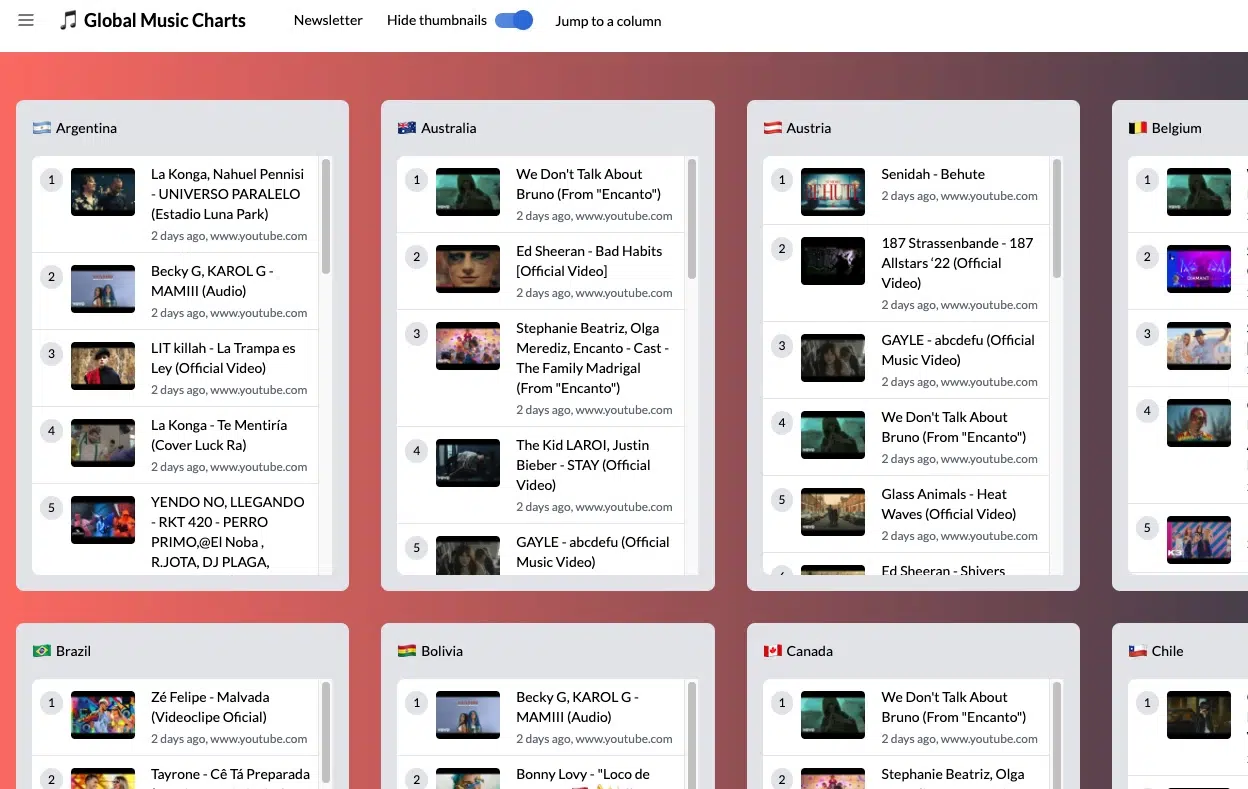 Global Music Charts
Newsletter
Hide thumbnails
Jump to a column
Argentina
1
La Konga, Nahuel Pennisi
- UNIVERSO PARALELO
(Estadio Luna Park)
2 days ago, www.youtube.com
2
Becky G, KAROL G -
MAMIII (Audio)
2 days ago, www.youtube.com
3
LIT killah - La Trampa es
Ley (Official Video)
2 days ago, www.youtube.com
4
La Konga - Te Mentiría
(Cover Luck Ra)
2 days ago, www.youtube.com
5
YENDO NO, LLEGANDO
- RKT 420 - PERRO
PRIMO,@El Noba ,
R.JOTA, DJ PLAGA,
Australia
1
We Don't Talk About
Bruno (From "Encanto")
2 days ago, www.youtube.com
2
Ed Sheeran - Bad Habits
[Official Video]
2 days ago, www.youtube.com
3
Stephanie Beatriz, Olga
Merediz, Encanto - Cast -
The Family Madrigal
(From "Encanto")
2 days ago, www.youtube.com
4
The Kid LAROI, Justin
Bieber - STAY (Official
Video)
2 days ago, www.youtube.com
5
GAYLE - abcdefu (Official
Music Video)
Austria
1
BEHUTE
Senidah - Behute
2 days ago, www.youtube.com
2
187 Strassenbande - 187
Allstars ‘22 (Official
Video)
2 days ago, www.youtube.com
3
GAYLE - abcdefu (Official
Music Video)
2 days ago, www.youtube.com
4
We Don't Talk About
Bruno (From "Encanto")
2 days ago, www.youtube.com
5
Glass Animals - Heat
Waves (Official Video)
2 days ago, www.youtube.com
Ed Sheeran - Shivers
Belgium
1
2
3
4
5
K3
Brazil
1
Zé Felipe - Malvada
(Videoclipe Oficial)
2 days ago, www.youtube.com
2
Tayrone - Cê Tá Preparada
Bolivia
1
Becky G, KAROL G -
MAMIII (Audio)
2 days ago, www.youtube.com
2
Bonny Lovy - "Loco de
Canada
1
We Don't Talk About
Bruno (From "Encanto")
2 days ago, www.youtube.com
2
Stephanie Beatriz, Olga
Chile
1
2